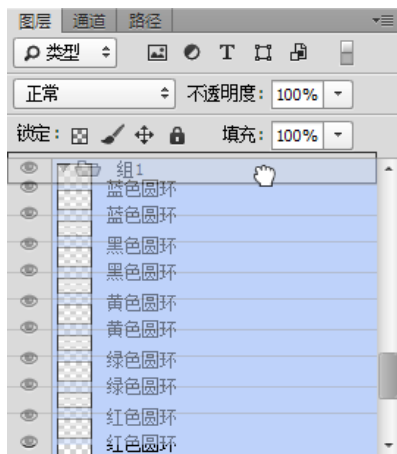 图层 通道 路径
类型 T
正常 不透明度: 100%
锁定: 填充: 100%
组1
蓝色圆环
蓝色圆环
黑色圆环
黑色圆环
黄色圆环
黄色圆环
绿色圆环
绿色圆环
红色圆环
红色圆环